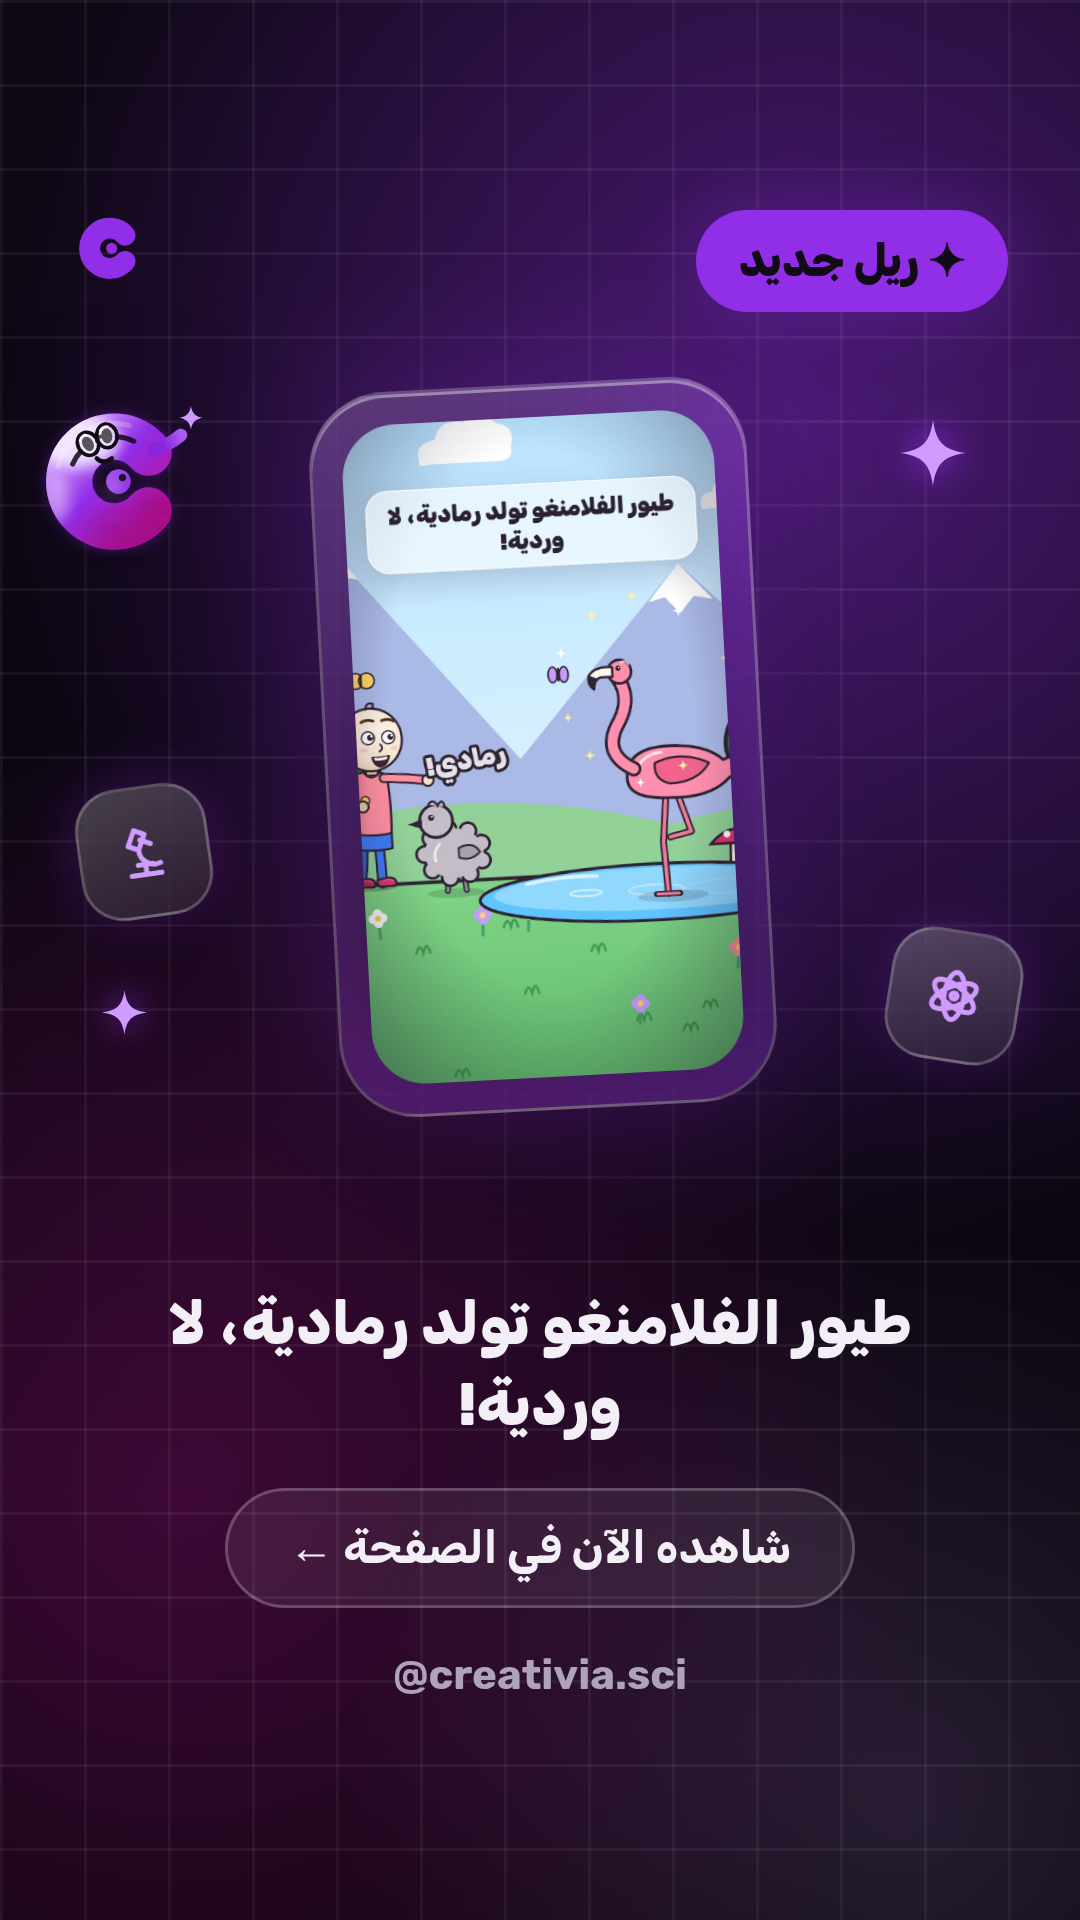 ريل جديد
طيور الفلامنغو تولد رمادية، لا
وردية!
رمادي!
طيور الفلامنغو تولد رمادية، لا
وردية!
شاهده الآن في الصفحة ←
@creativia.sci